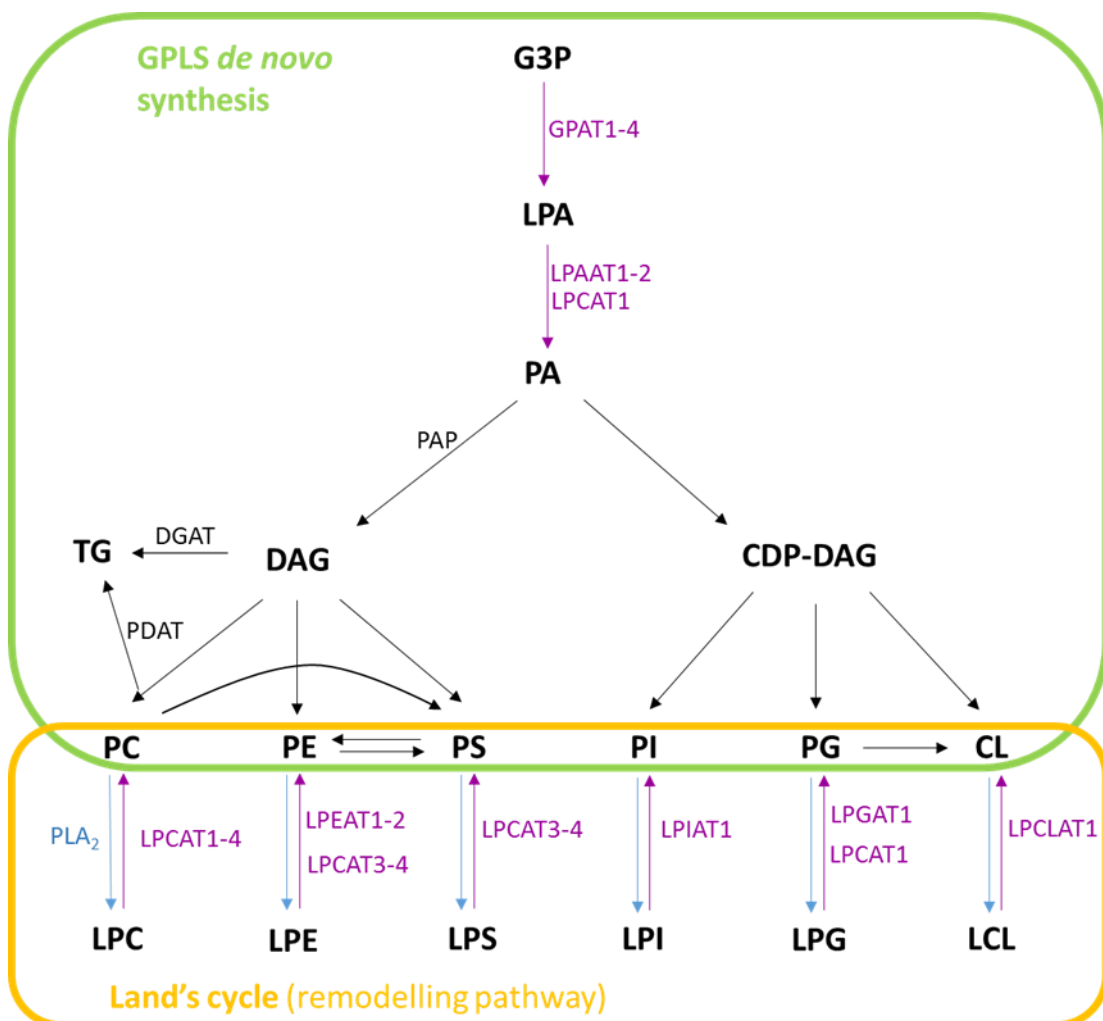 GPLS de novo
synthesis
G3P
GPAT1-4
LPA
LPAAT1-2
LPCAT1
PA
PAP
TG
DGAT
DAG
CDP-DAG
PDAT
PC
PE
PS
PI
PG
CL
PLA₂
LPCAT1-4
LPEAT1-2
LPCAT3-4
LPCAT3-4
LPIAT1
LPGAT1
LPCAT1
LPCLAT1
LPC
LPE
LPS
LPI
LPG
LCL
Land's cycle (remodelling pathway)